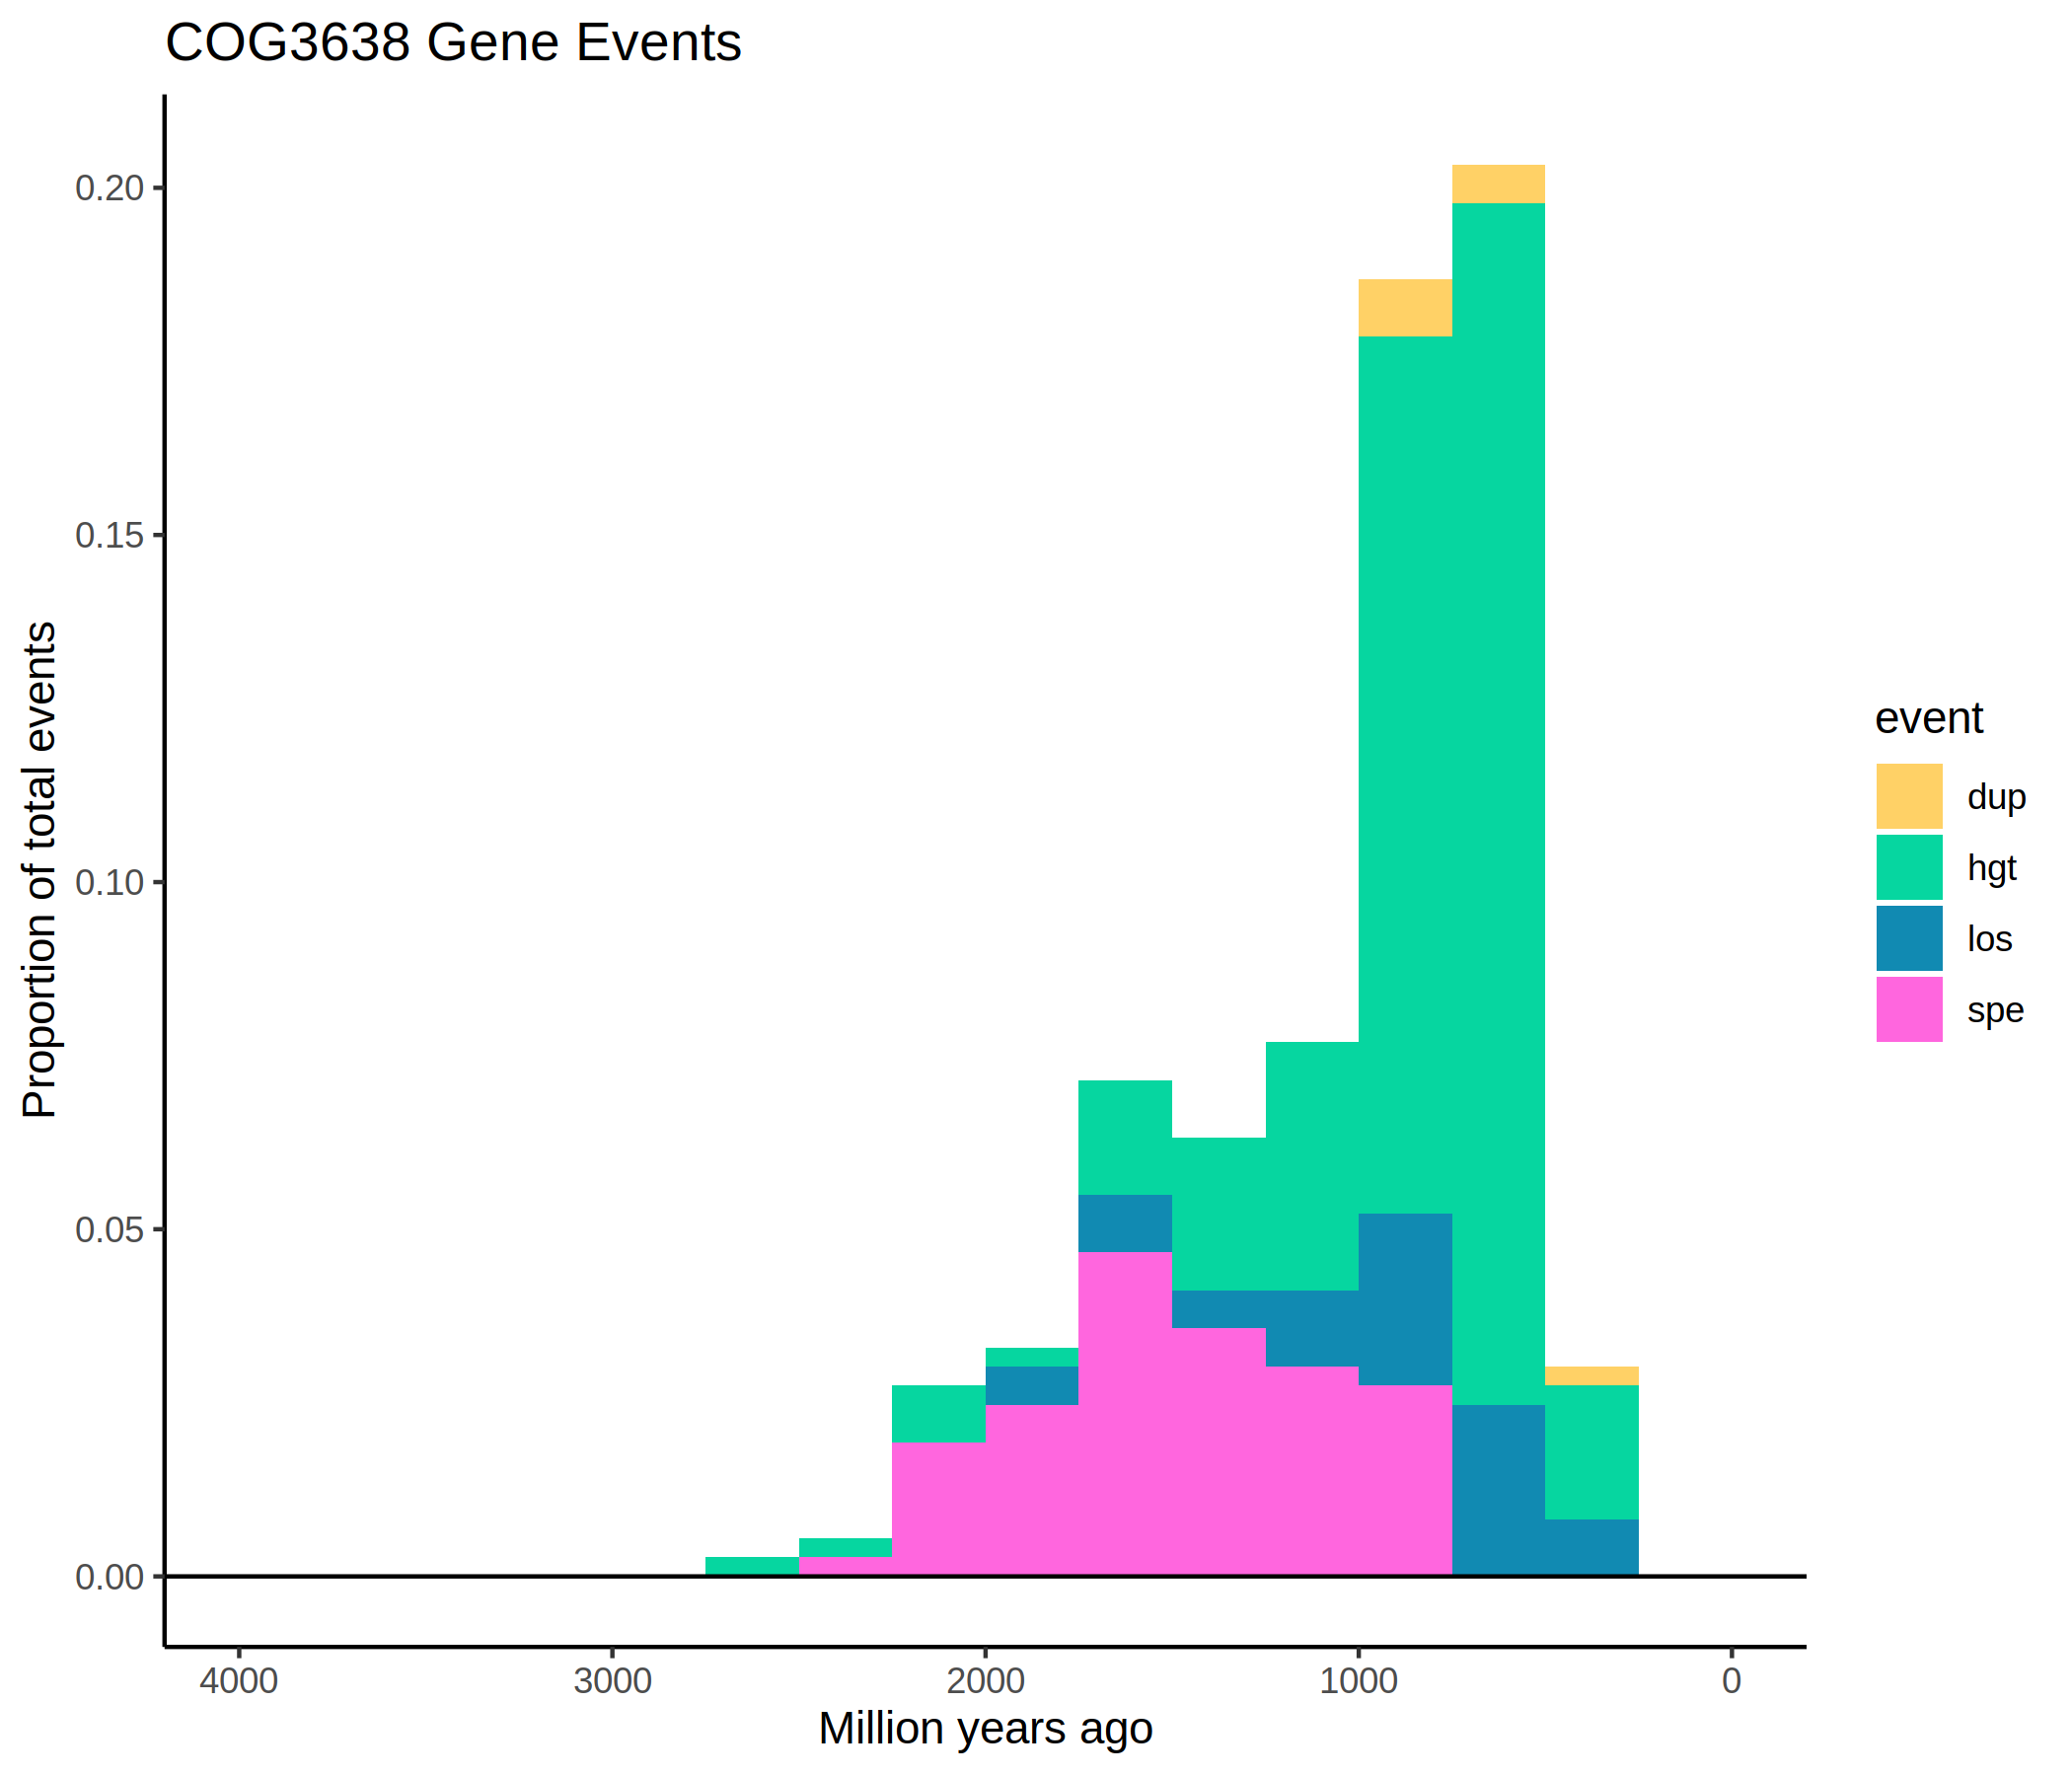 COG3638 Gene Events
Proportion of total events
0.20
0.15
0.10
0.05
0.00
4000 3000 2000 1000 0
Million years ago
event
dup
hgt
los
spe